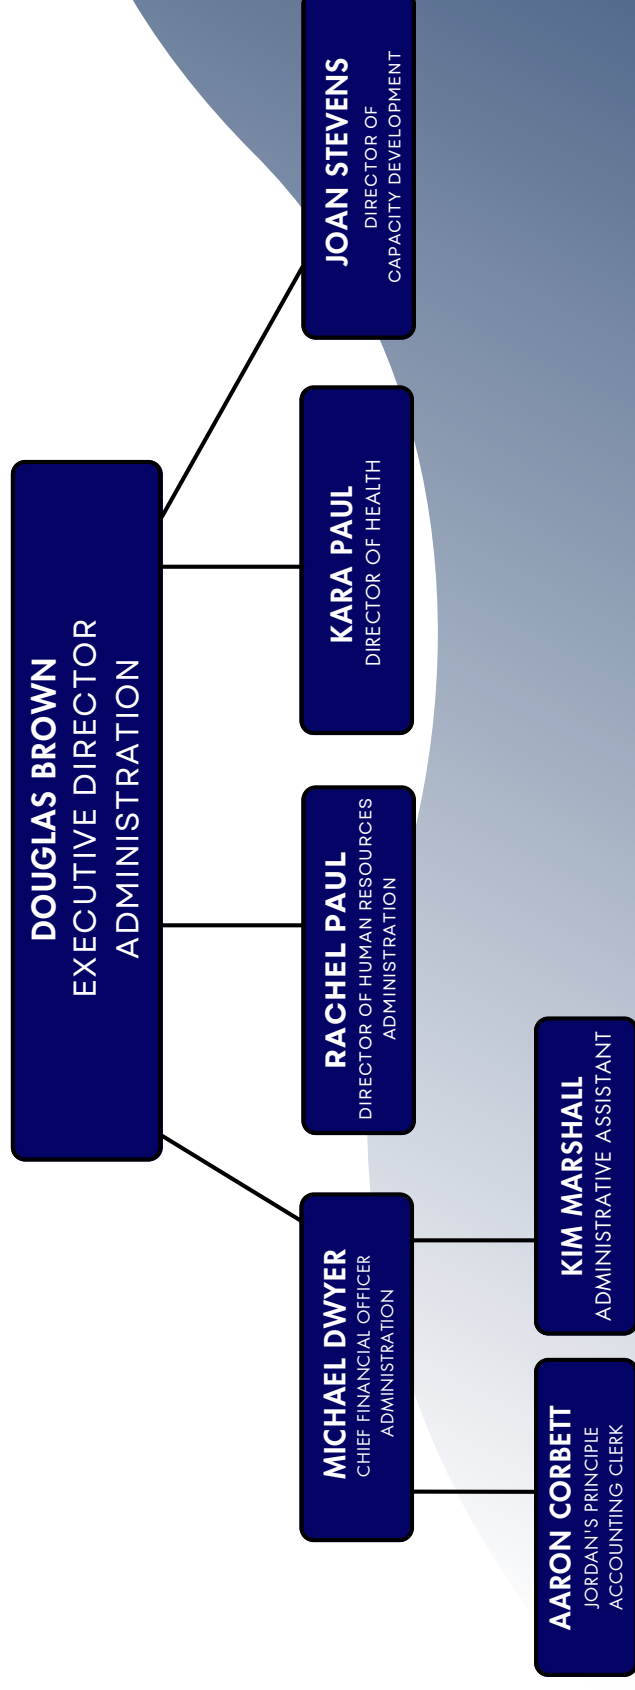 DOUGLAS BROWN
EXECUTIVE DIRECTOR
ADMINISTRATION
MICHAEL DWYER
CHIEF FINANCIAL OFFICER
ADMINISTRATION
RACHEL PAUL
DIRECTOR OF HUMAN RESOURCES
ADMINISTRATION
KARA PAUL
DIRECTOR OF HEALTH
JOAN STEVENS
DIRECTOR OF
CAPACITY DEVELOPMENT
AARON CORBETT
JORDAN'S PRINCIPLE
ACCOUNTING CLERK
KIM MARSHALL
ADMINISTRATIVE ASSISTANT